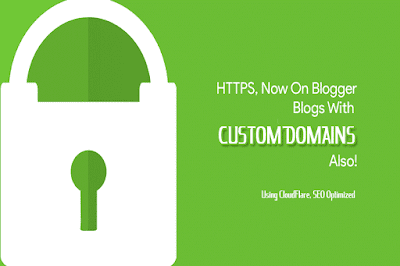 HTTPS, Now On Blogger
Blogs With
CUSTOM DOMAINS
Also!
Using CloudFlare, SEO Optimized